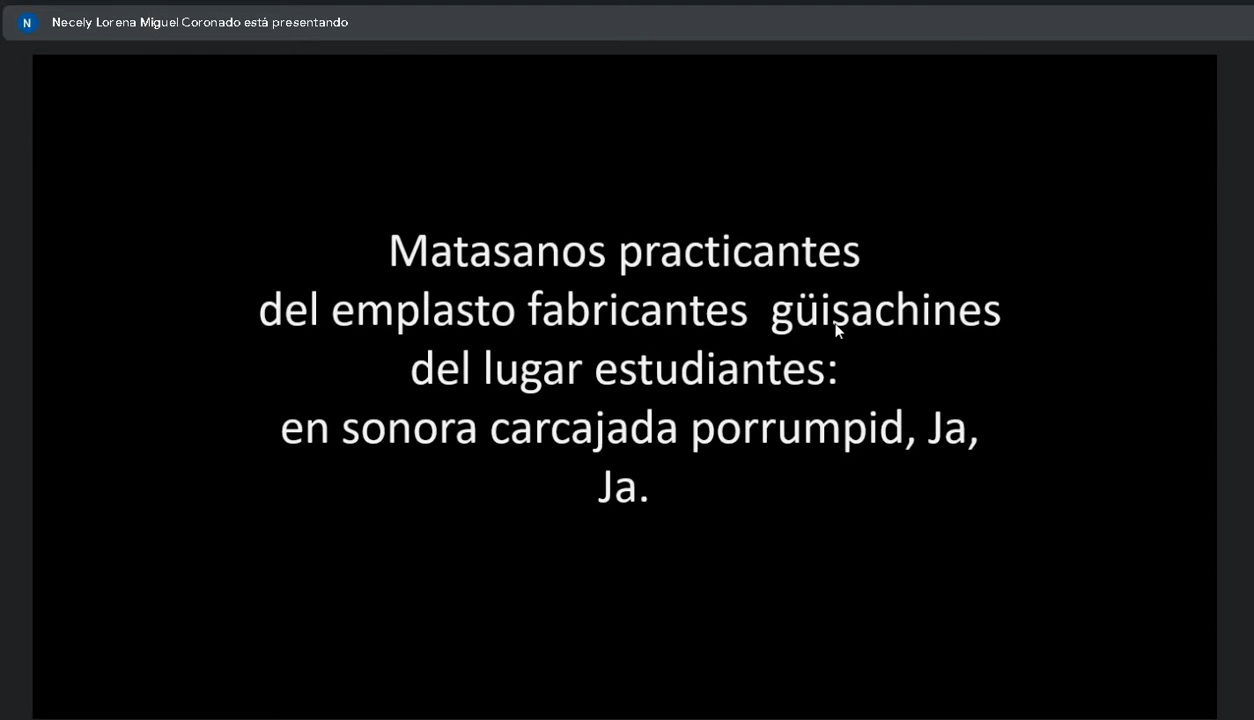 N
Necely Lorena Miguel Coronado está presentando
Matasanos practicantes
del emplasto fabricantes güisachines
del lugar estudiantes:
en sonora carcajada porrumpid, Ja,
Ja.